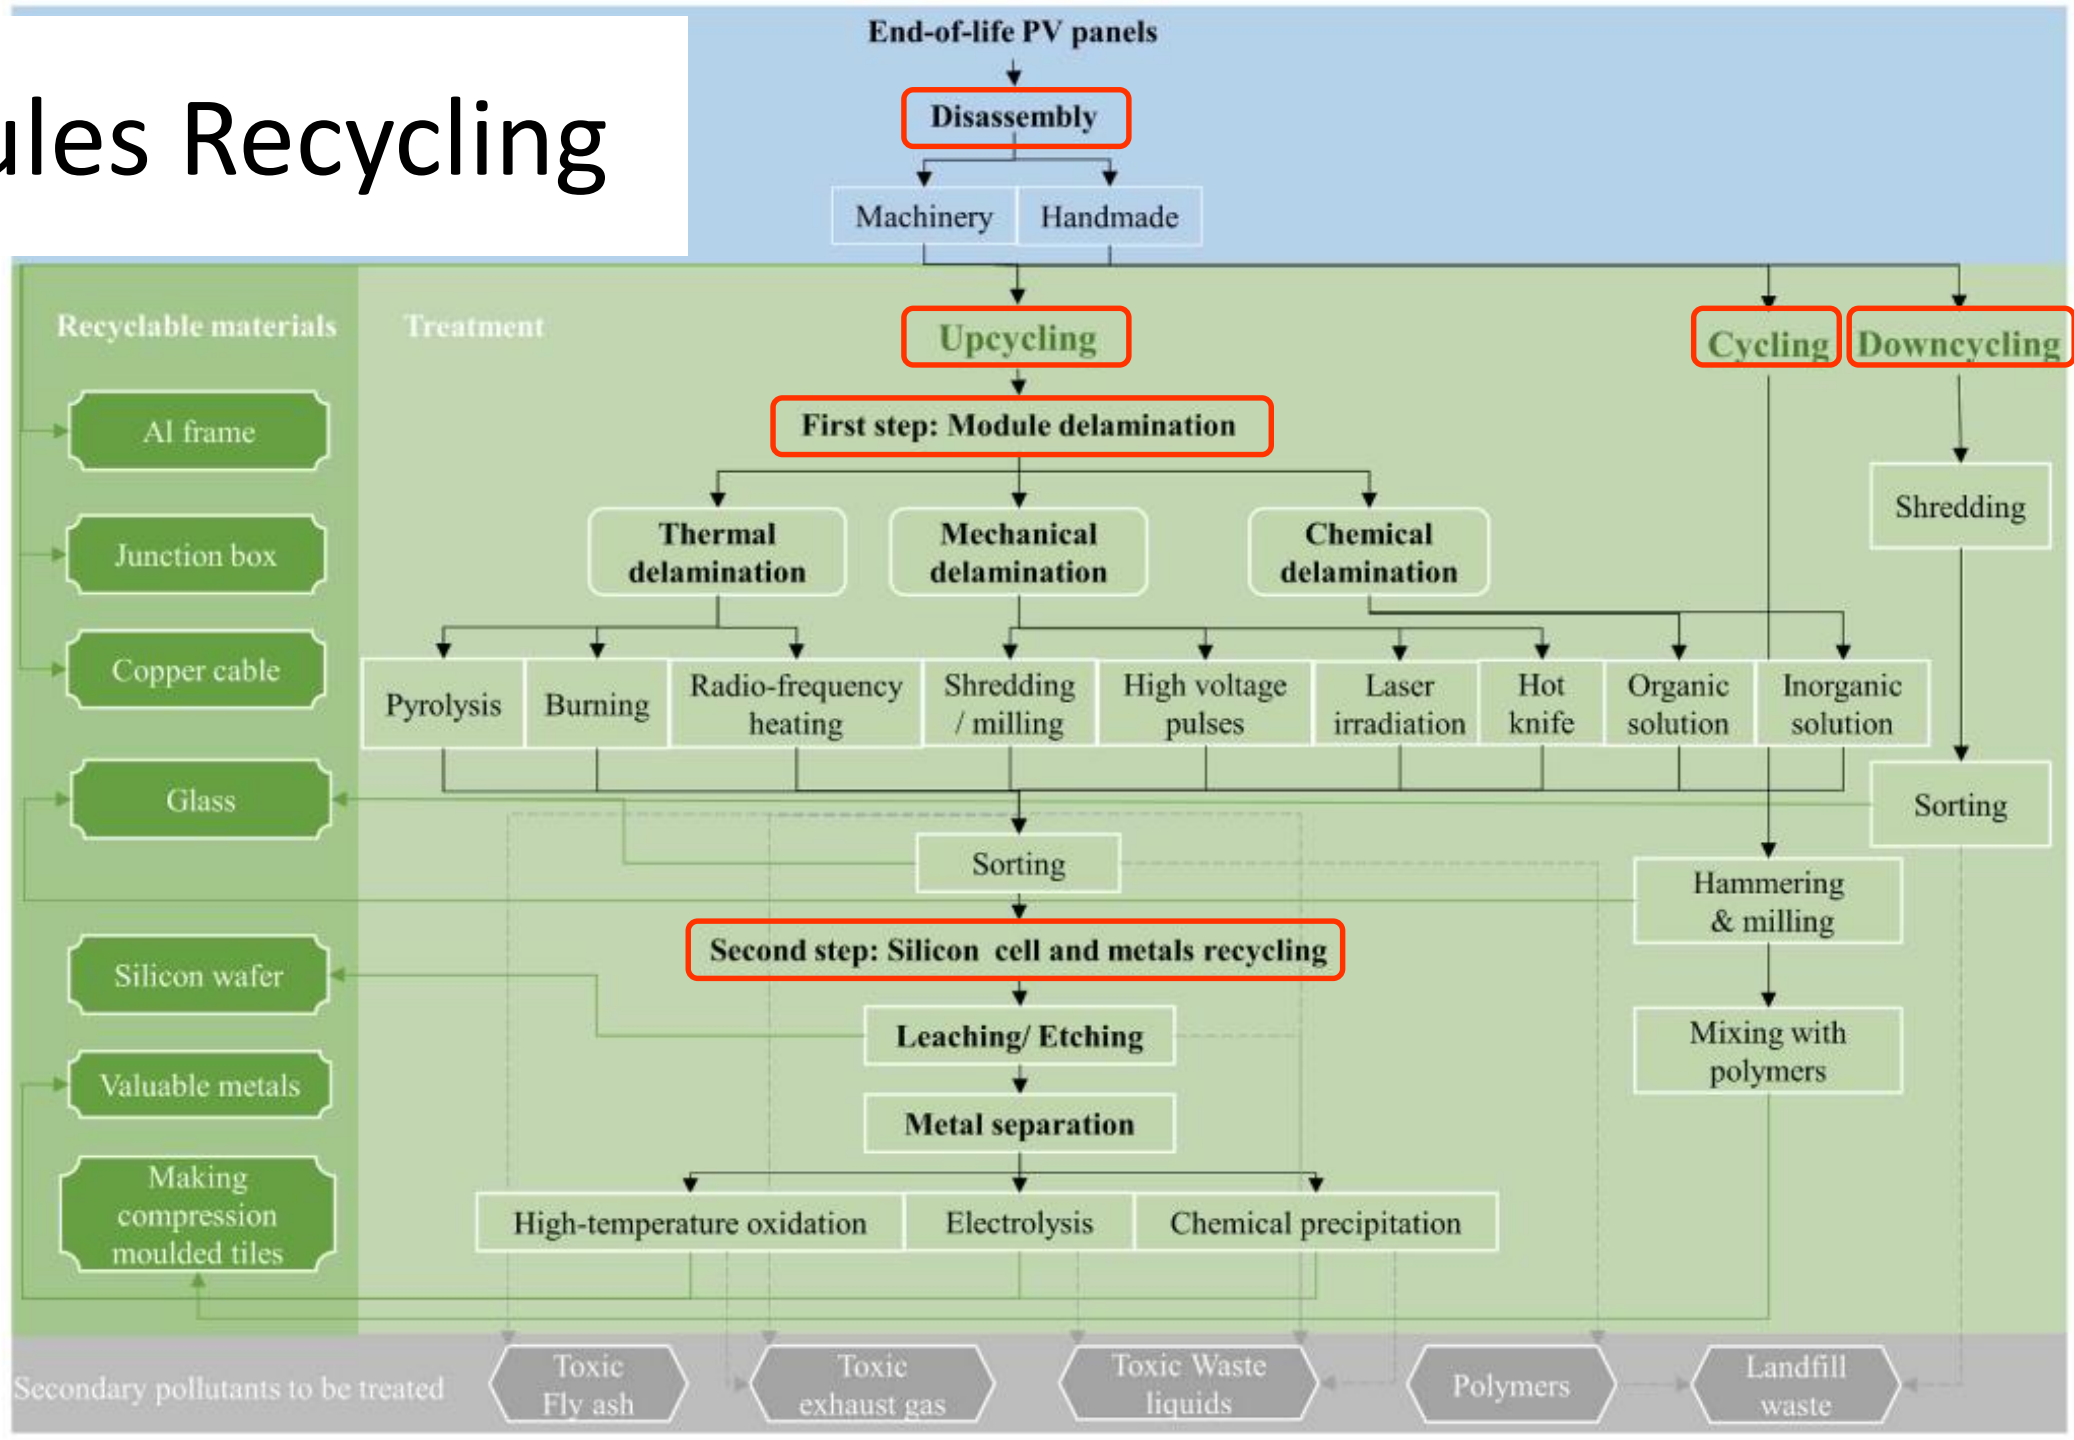 End-of-life PV panels
ules Recycling
Disassembly
Machinery
Handmade
Recyclable materials
Treatment
Upcycling
Cycling
Downcycling
Al frame
First step: Module delamination
Junction box
Thermal
delamination
Mechanical
delamination
Chemical
delamination
Shredding
Copper cable
Pyrolysis
Burning
Radio-frequency
heating
Shredding
/ milling
High voltage
pulses
Laser
irradiation
Hot
knife
Organic
solution
Inorganic
solution
Glass
Sorting
Sorting
Hammering
& milling
Second step: Silicon cell and metals recycling
Silicon wafer
Leaching/ Etching
Mixing with
polymers
Valuable metals
Metal separation
Making
compression
moulded tiles
High-temperature oxidation
Electrolysis
Chemical precipitation
Secondary pollutants to be treated
Toxic
Fly ash
Toxic
exhaust gas
Toxic Waste
liquids
Polymers
Landfill
waste